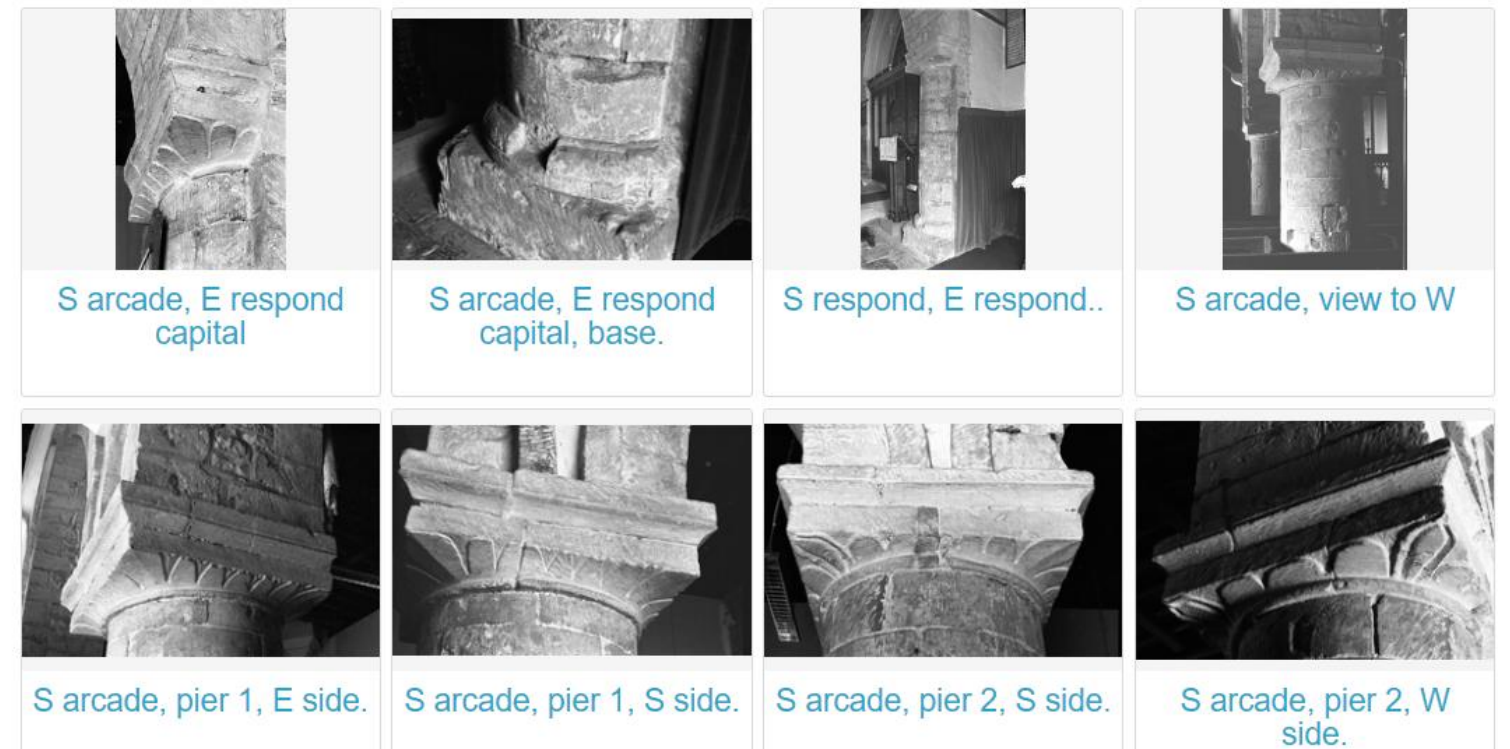 S arcade, E respond
capital
S arcade, E respond
capital, base.
S respond, E respond..
S arcade, view to W
S arcade, pier 1, E side.
S arcade, pier 1, S side.
S arcade, pier 2, S side.
S arcade, pier 2, W
side.